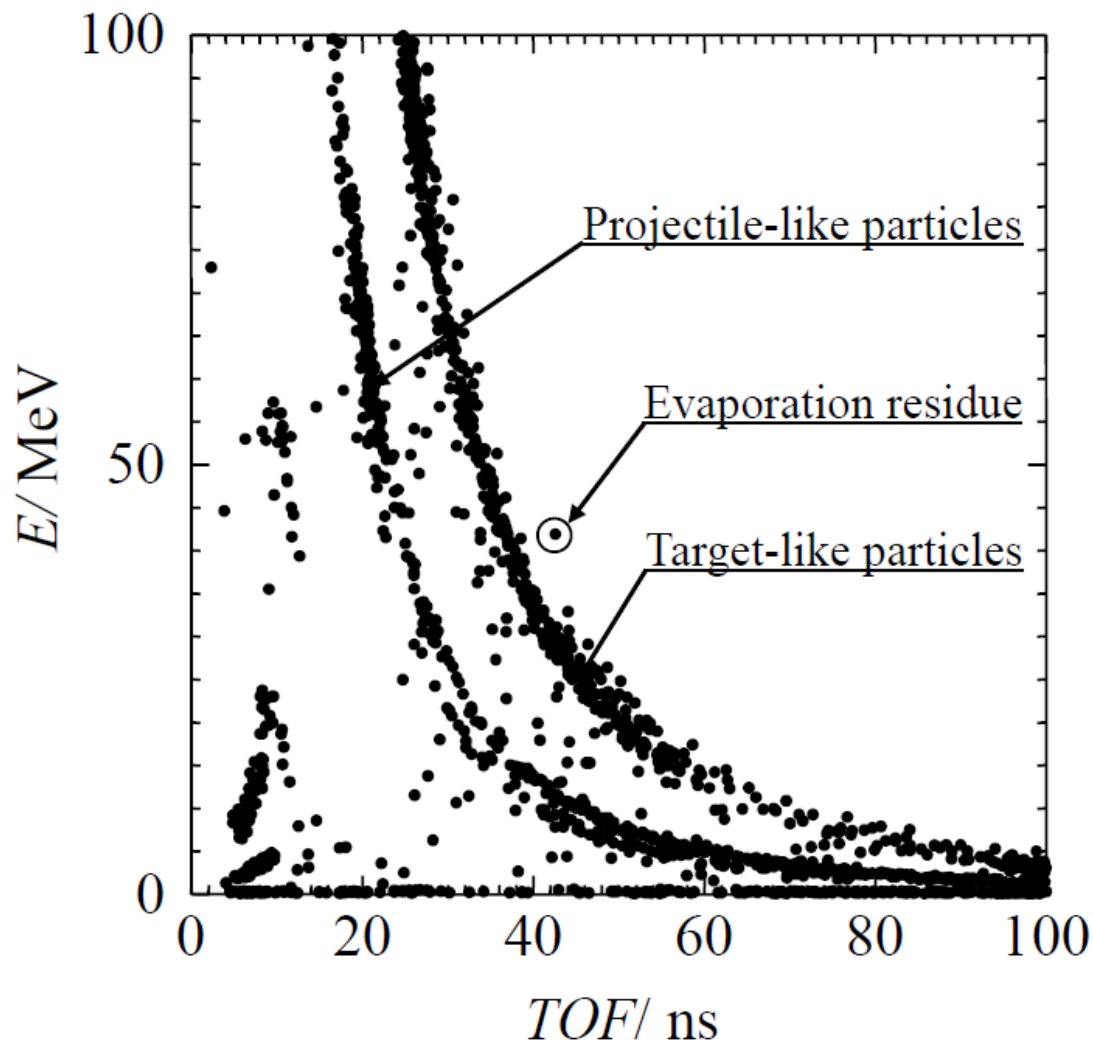 100
Projectile-like particles
Evaporation residue
50
E/ MeV
Target-like particles
0
0 20 40 60 80 100
TOF/ ns